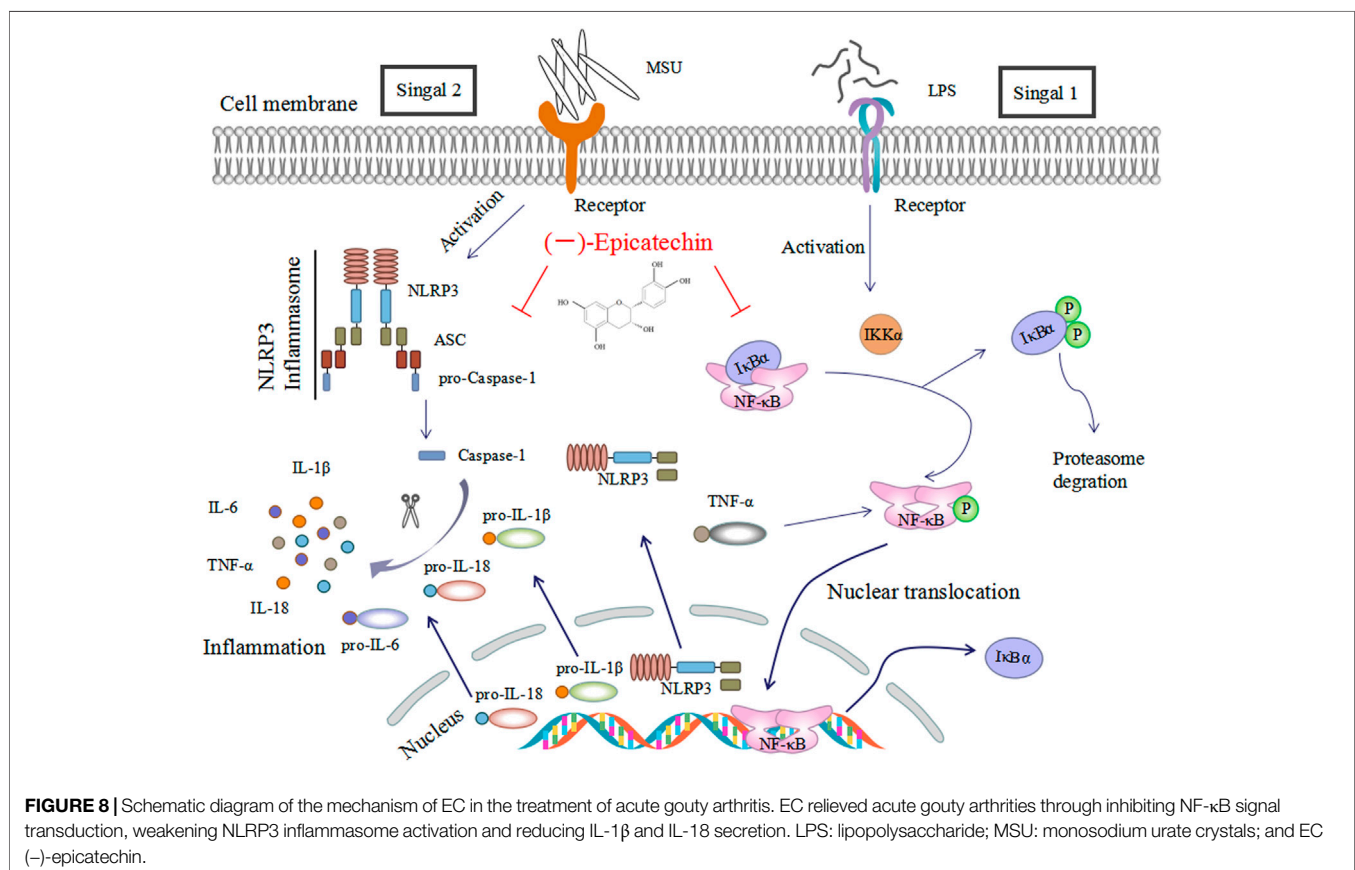 Singal 2
MSU
LPS
Singal 1
Cell membrane
Receptor
Receptor
Activation
(—)-Epicatechin
Activation
OH
OH
HO
O
OH
OH
NLRP3
Inflammasome
NLRP3
ASC
pro-Caspase-1
IKKα
IκBα
P
P
IκBα
NF-κB
Caspase-1
NLRP3
Proteasome
degration
IL-1β
IL-6
TNF-α
IL-18
Inflammation
pro-IL-1β
pro-IL-18
pro-IL-6
TNF-α
NF-κB
P
Nuclear translocation
IκBα
pro-IL-1β
NLRP3
pro-IL-18
Nucleus
NF-κB
FIGURE 8 | Schematic diagram of the mechanism of EC in the treatment of acute gouty arthritis. EC relieved acute gouty arthrities through inhibiting NF-κB signal
transduction, weakening NLRP3 inflammasome activation and reducing IL-1β and IL-18 secretion. LPS: lipopolysaccharide; MSU: monosodium urate crystals; and EC
(–)-epicatechin.